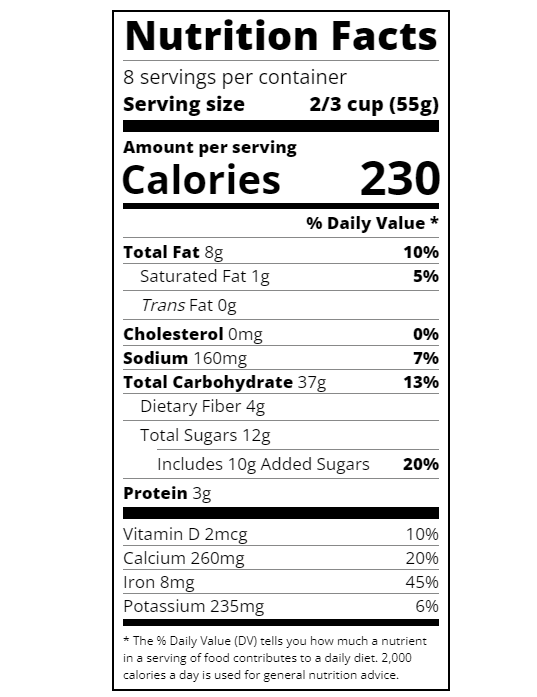 Nutrition Facts
8 servings per container
Serving size 2/3 cup (55g)
Amount per serving
Calories 230
% Daily Value *
Total Fat 8g 10%
Saturated Fat 1g 5%
Trans Fat 0g
Cholesterol 0mg 0%
Sodium 160mg 7%
Total Carbohydrate 37g 13%
Dietary Fiber 4g
Total Sugars 12g
Includes 10g Added Sugars 20%
Protein 3g
Vitamin D 2mcg 10%
Calcium 260mg 20%
Iron 8mg 45%
Potassium 235mg 6%
* The % Daily Value (DV) tells you how much a nutrient
in a serving of food contributes to a daily diet. 2,000
calories a day is used for general nutrition advice.